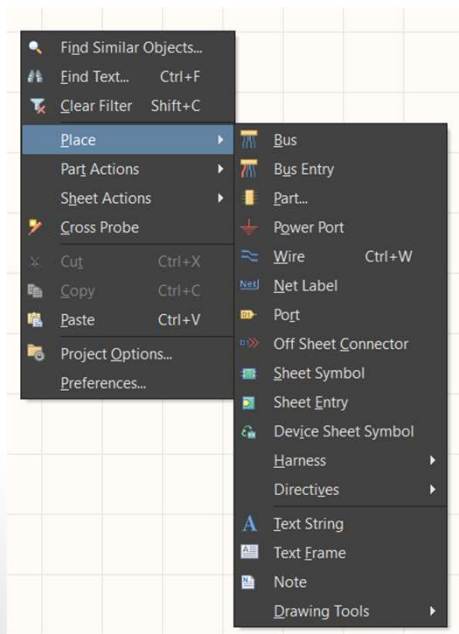 Find Similar Objects...
Find Text... Ctrl+F
Clear Filter Shift+C
Place
Part Actions
Sheet Actions
Cross Probe
Cut Ctrl+X
Copy Ctrl+C
Paste Ctrl+V
Project Options...
Preferences...
Bus
Bus Entry
Part...
Power Port
Wire Ctrl+W
Net Label
Port
Off Sheet Connector
Sheet Symbol
Sheet Entry
Device Sheet Symbol
Harness
Directives
Text String
Text Frame
Note
Drawing Tools